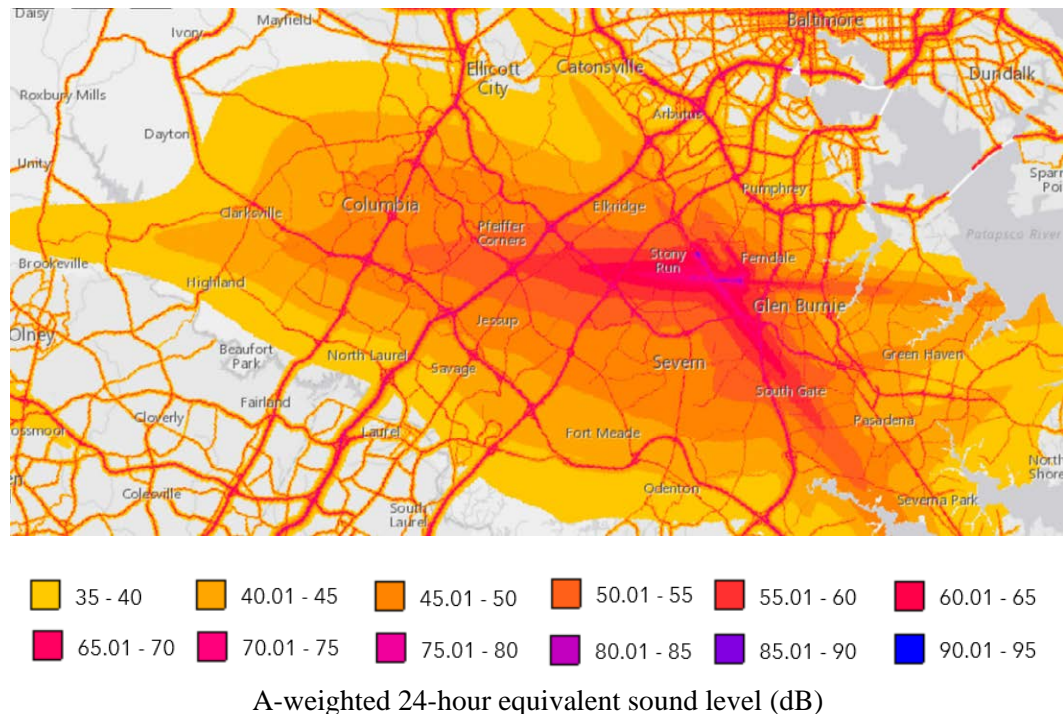 Daisy
Mayfield
Ivory
Baltimore
Ellicott
City
Catonsville
Dundalk
Roxbury Mills
Arbutus
Dayton
Unity
Pumphrey
Columbia
Elkridge
Clarksville
Pfeiffer
Corners
Patapsco River
Stony
Run
Ferndale
Brookeville
Highland
Glen Burnie
Jessup
Olney
Beaufort
Park
North Laurel
Savage
Severn
Green Haven
South Gate
Fairland
Cloverly
Laurel
Fort Meade
Pasadena
Colesville
Odenton
North
Shore
South
Laurel
Severna Park
35 - 40
40.01 - 45
45.01 - 50
50.01 - 55
55.01 - 60
60.01 - 65
65.01 - 70
70.01 - 75
75.01 - 80
80.01 - 85
85.01 - 90
90.01 - 95
A-weighted 24-hour equivalent sound level (dB)